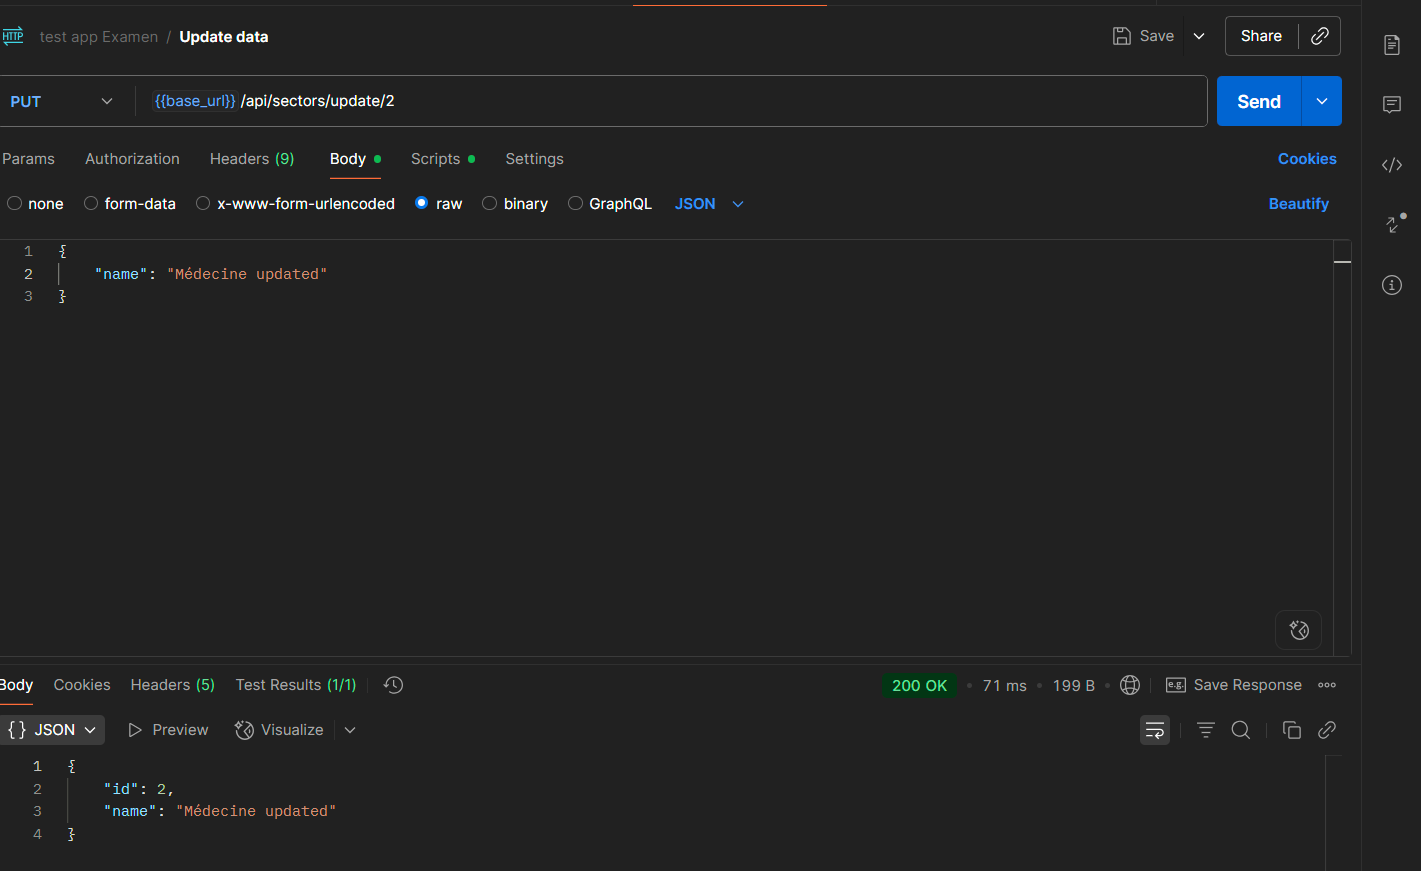 HTTP test app Examen / Update data Save Share
PUT {{base_url}} /api/sectors/update/2 Send
Params Authorization Headers (9) Body Scripts Settings Cookies
none form-data x-www-form-urlencoded raw binary GraphQL JSON Beautify
1 {
2 "name": "Médecine updated"
3 }
Body Cookies Headers (5) Test Results (1/1) 200 OK 71 ms 199 B e.g. Save Response
{} JSON Preview Visualize
1 {
2 "id": 2,
3 "name": "Médecine updated"
4 }